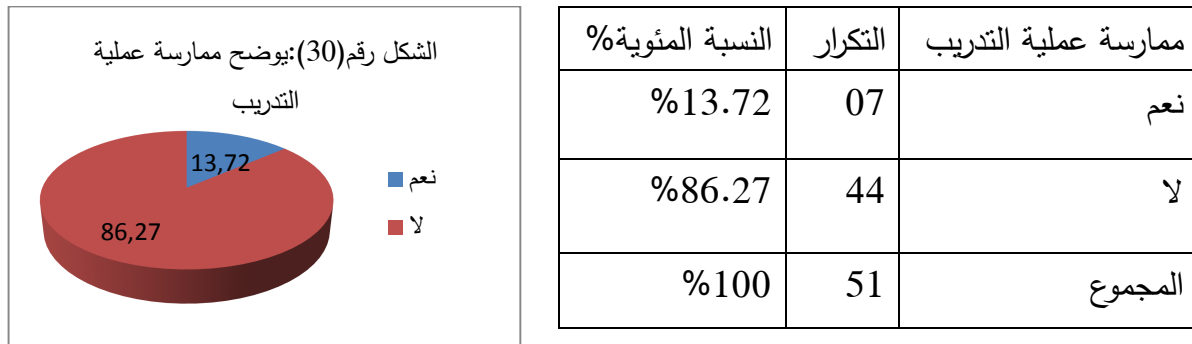 ممارسة عملية التدريب التكرار النسبة المئوية%
نعم 07 13.72%
لا 44 86.27%
المجموع 51 100%
الشكل رقم(30):يوضح ممارسة عملية
التدريب
13,72
86,27
نعم
لا